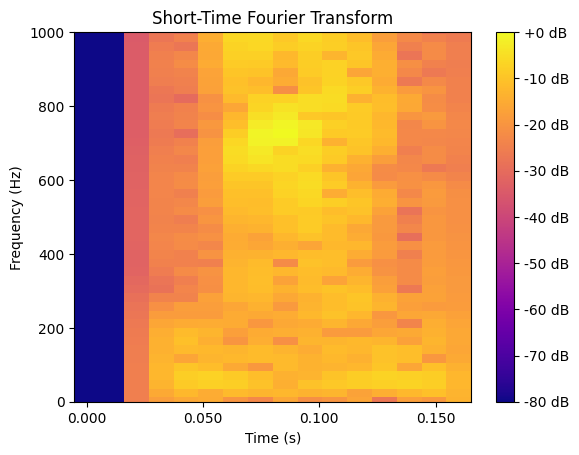 Short-Time Fourier Transform
1000
800
600
400
200
0
Frequency (Hz)
0.000
0.050
0.100
0.150
Time (s)
+0 dB
-10 dB
-20 dB
-30 dB
-40 dB
-50 dB
-60 dB
-70 dB
-80 dB